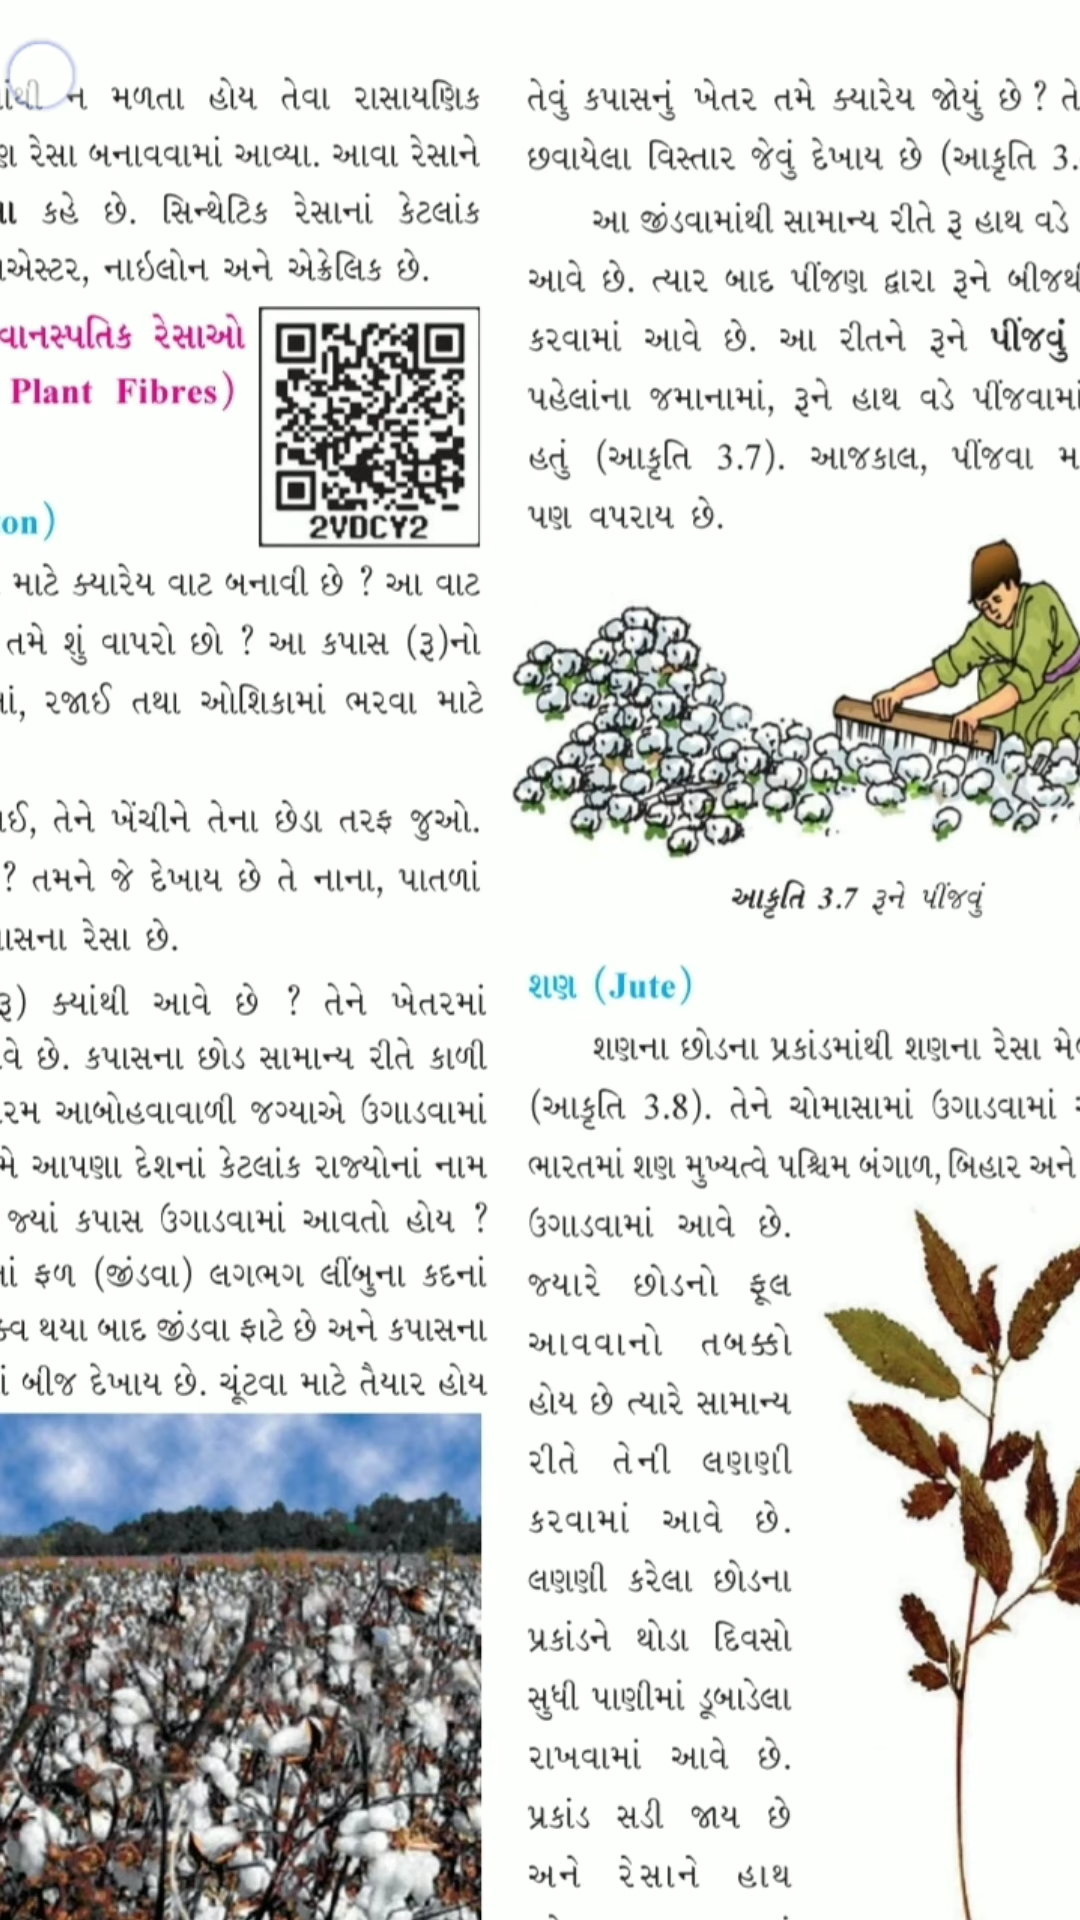 ન મળતા હોય તેવા રાસાયણિક
રેસા બનાવવામાં આવ્યા. આવા રેસાને
કહે છે. સિન્થેટિક રેસાનાં કેટલાંક
નાઇલોન અને એક્રેલિક છે.
વાનસ્પતિક રેસાઓ
Plant Fibres)
2VDCY2
માટે ક્યારેય વાટ બનાવી છે ? આ વાટ
તમે શું વાપરો છો ? આ કપાસ (રૂ)નો
રજાઈ તથા ઓશિકામાં ભરવા માટે
તેને ખેંચીને તેના છેડા તરફ જુઓ.
? તમને જે દેખાય છે તે નાના, પાતળાં
રેસા છે.
રૂ) ક્યાંથી આવે છે ? તેને ખેતરમાં
છે. કપાસના છોડ સામાન્ય રીતે કાળી
આબોહવાવાળી જગ્યાએ ઉગાડવામાં
આપણા દેશનાં કેટલાંક રાજ્યોનાં નામ
જ્યાં કપાસ ઉગાડવામાં આવતો હોય ?
ફળ (જીંડવા) લગભગ લીંબુના કદનાં
થયા બાદ જીંડવા ફાટે છે અને કપાસના
બીજ દેખાય છે. ચૂંટવા માટે તૈયાર હોય
તેવું કપાસનું ખેતર તમે ક્યારેય જોયું છે ? તે
છવાયેલા વિસ્તાર જેવું દેખાય છે (આકૃતિ 3.
આ જીંડવામાંથી સામાન્ય રીતે રૂ હાથ વડે
આવે છે. ત્યાર બાદ પીંજણ દ્વારા રૂને
કરવામાં આવે છે. આ રીતને રૂને પીંજવું
પહેલાંના જમાનામાં, રૂને હાથ વડે
હતું (આકૃતિ 3.7). આજકાલ, પીંજવા
પણ વપરાય છે.
આકૃતિ 3.7 રૂને પીંજવું
શણ (Jute)
શણના છોડના પ્રકાંડમાંથી શણના રેસા
(આકૃતિ 3.8). તેને ચોમાસામાં ઉગાડવામાં
ભારતમાં શણ મુખ્યત્વે પશ્ચિમ બંગાળ, બિહાર અને
ઉગાડવામાં આવે છે.
જ્યારે છોડનો ફૂલ
આવવાનો તબક્કો
હોય છે ત્યારે સામાન્ય
રીતે તેની લણણી
કરવામાં આવે છે.
લણણી કરેલા છોડના
પ્રકાંડને થોડા દિવસો
સુધી પાણીમાં ડૂબાડેલા
રાખવામાં આવે છે.
પ્રકાંડ સડી જાય છે
અને રેસાને હાથ